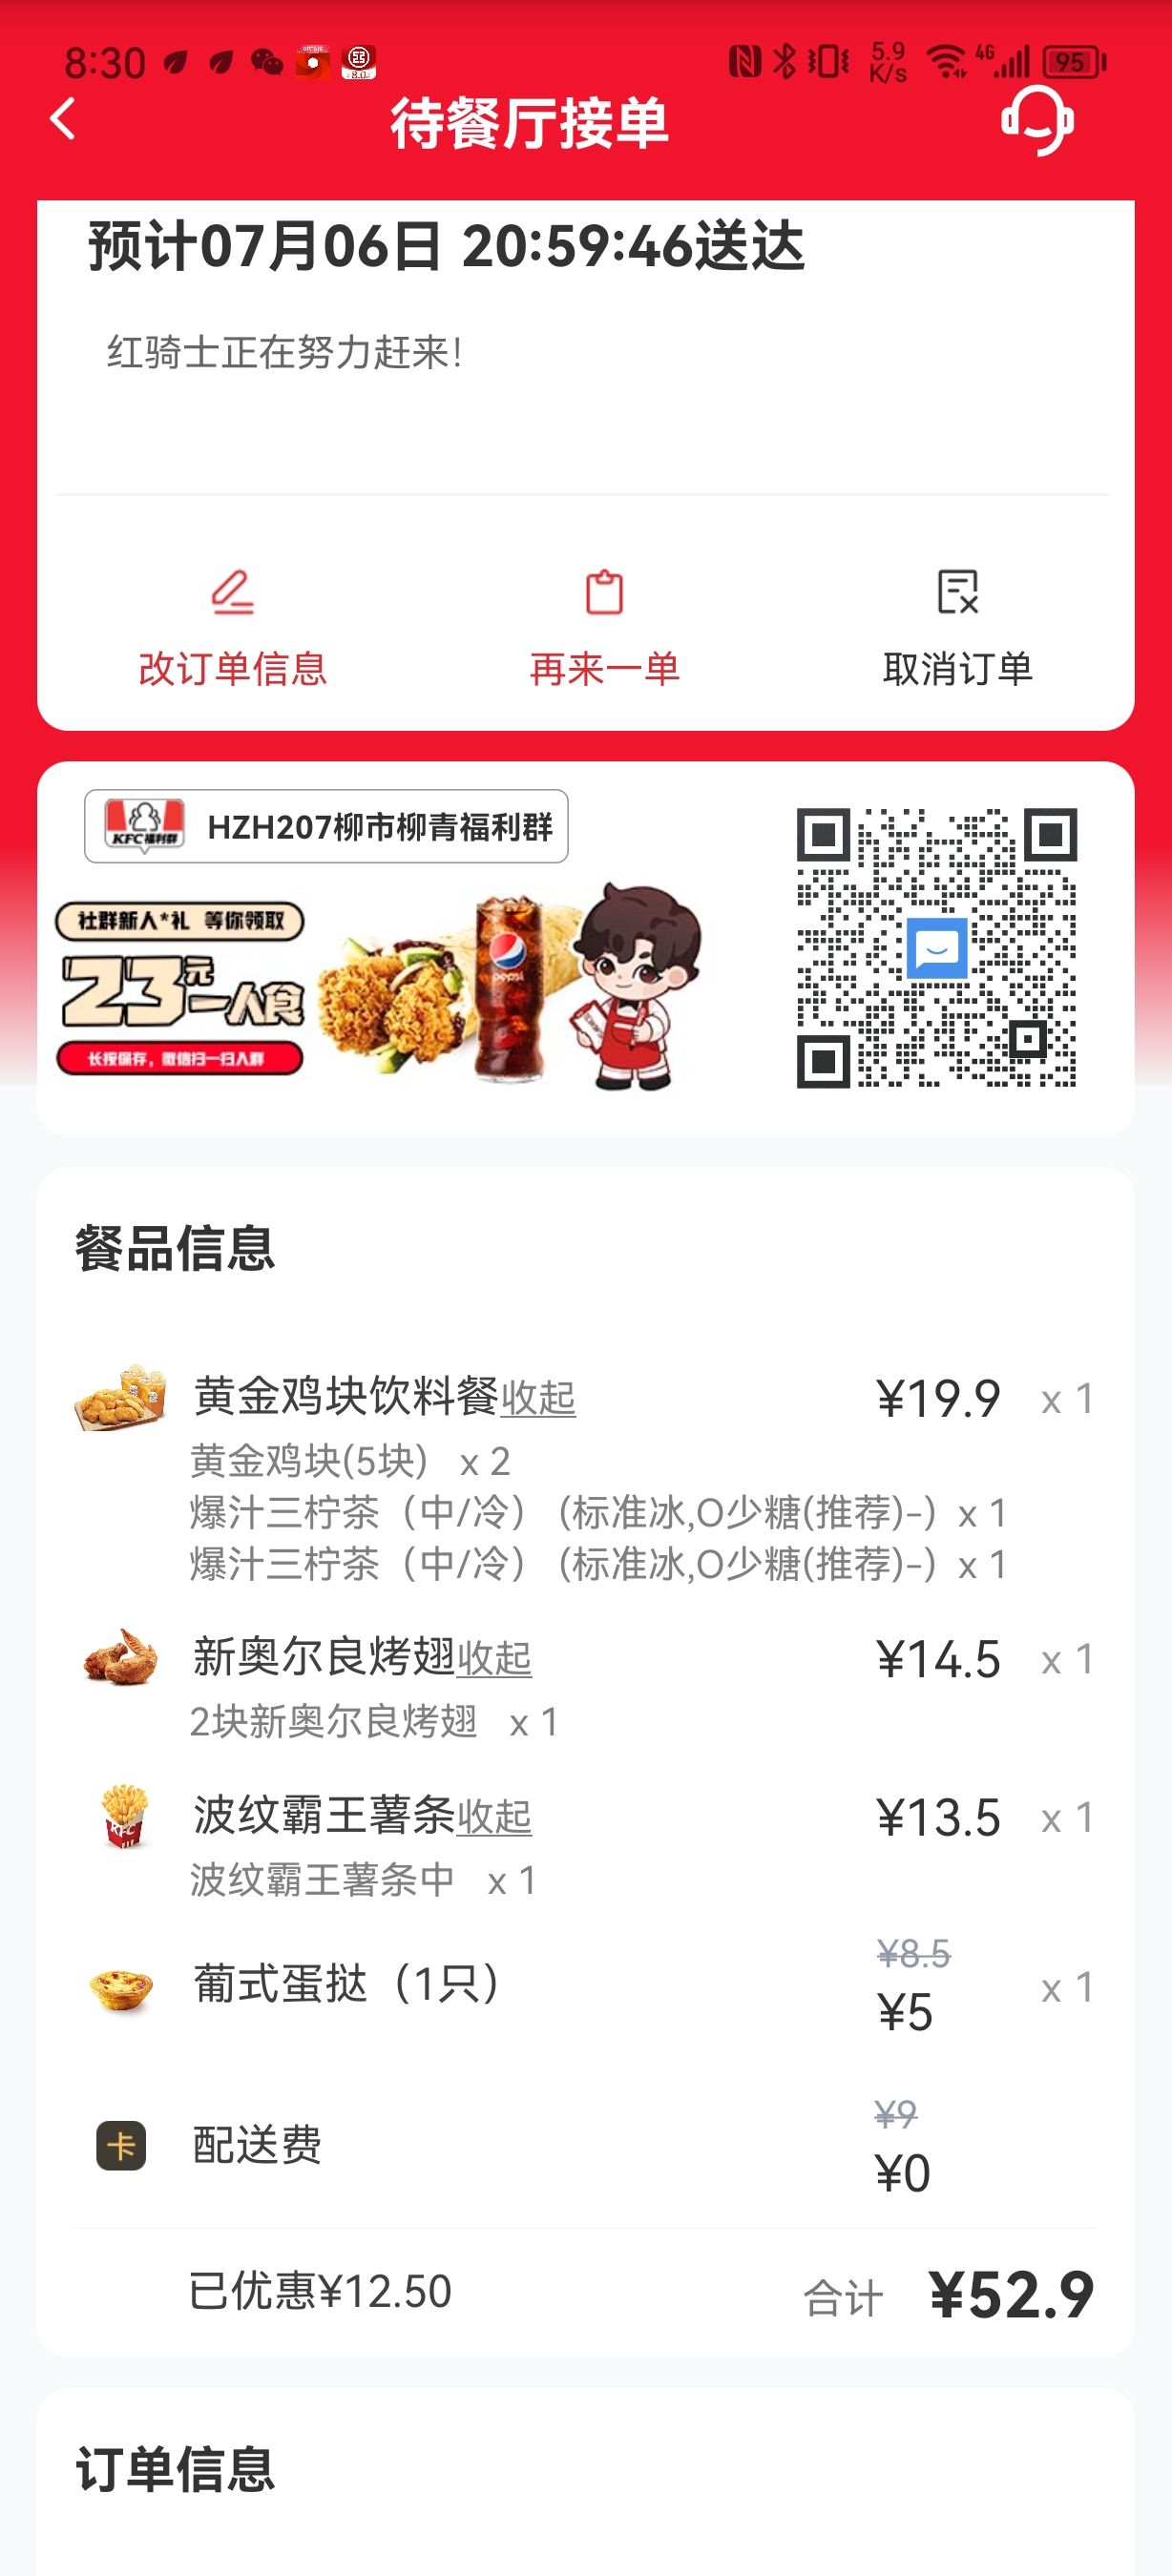 8:30 5.9 K/s 4G 95
待餐厅接单
预计07月06日 20:59:46送达
红骑士正在努力赶来!
改订单信息 再来一单 取消订单
KFC福利群 HZH207柳市柳青福利群
社群新人*礼 等你领取
23元一人食
长按保存，微信扫一扫入群
pepsi
餐品信息
黄金鸡块饮料餐收起 ¥19.9 x 1
黄金鸡块(5块) x 2
爆汁三柠茶（中/冷） (标准冰,O少糖(推荐)-) x 1
爆汁三柠茶（中/冷） (标准冰,O少糖(推荐)-) x 1
新奥尔良烤翅收起 ¥14.5 x 1
2块新奥尔良烤翅 x 1
波纹霸王薯条收起 ¥13.5 x 1
KFC
波纹霸王薯条中 x 1
¥8.5
葡式蛋挞（1只） x 1
¥5
¥9
卡 配送费
¥0
已优惠¥12.50 合计 ¥52.9
订单信息